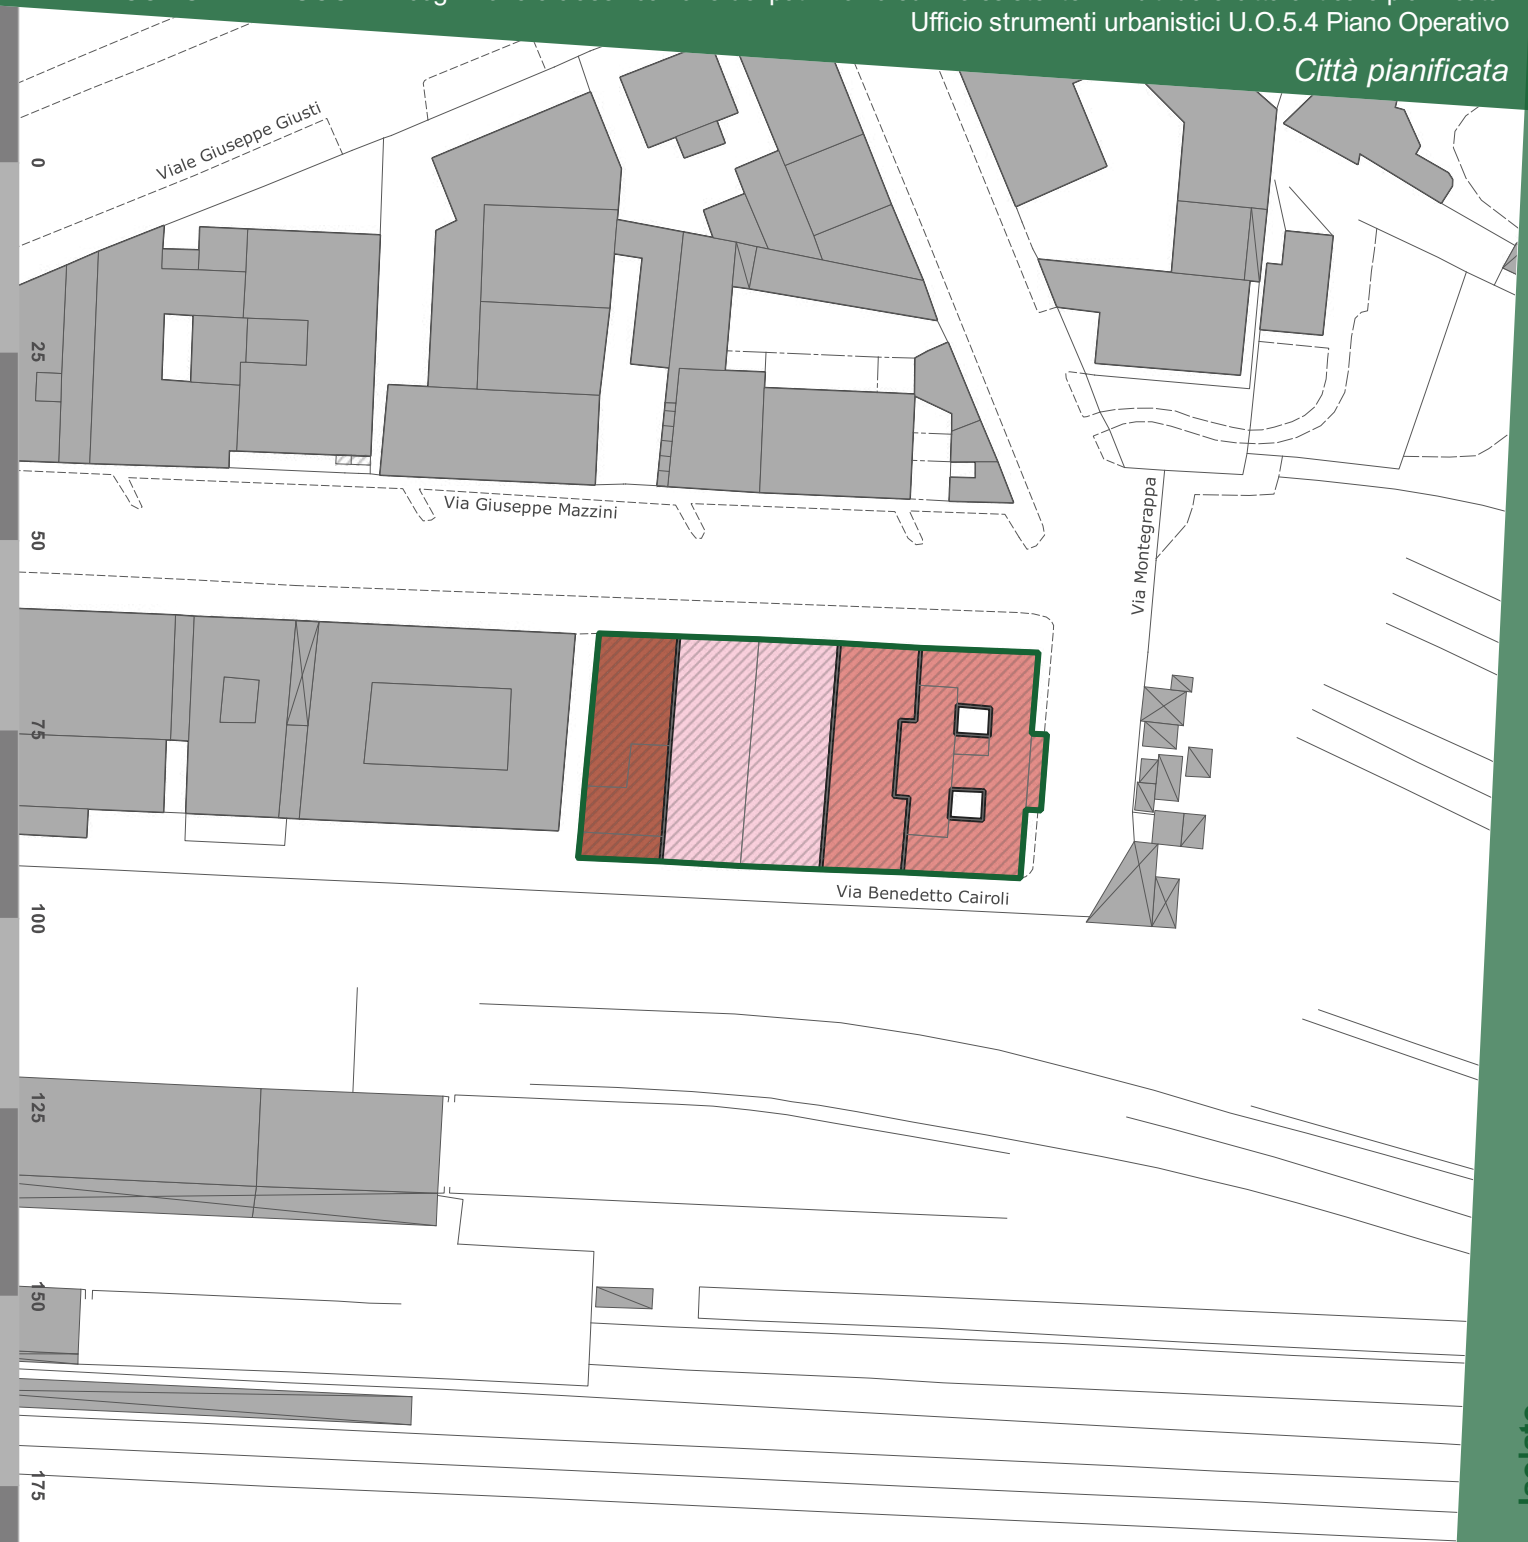 Ufficio strumenti urbanistici U.O.5.4 Piano Operativo
Città pianificata
Viale Giuseppe Giusti
Via Giuseppe Mazzini
Via Montegrappa
Via Benedetto Cairoli
0
25
50
75
100
125
150
175